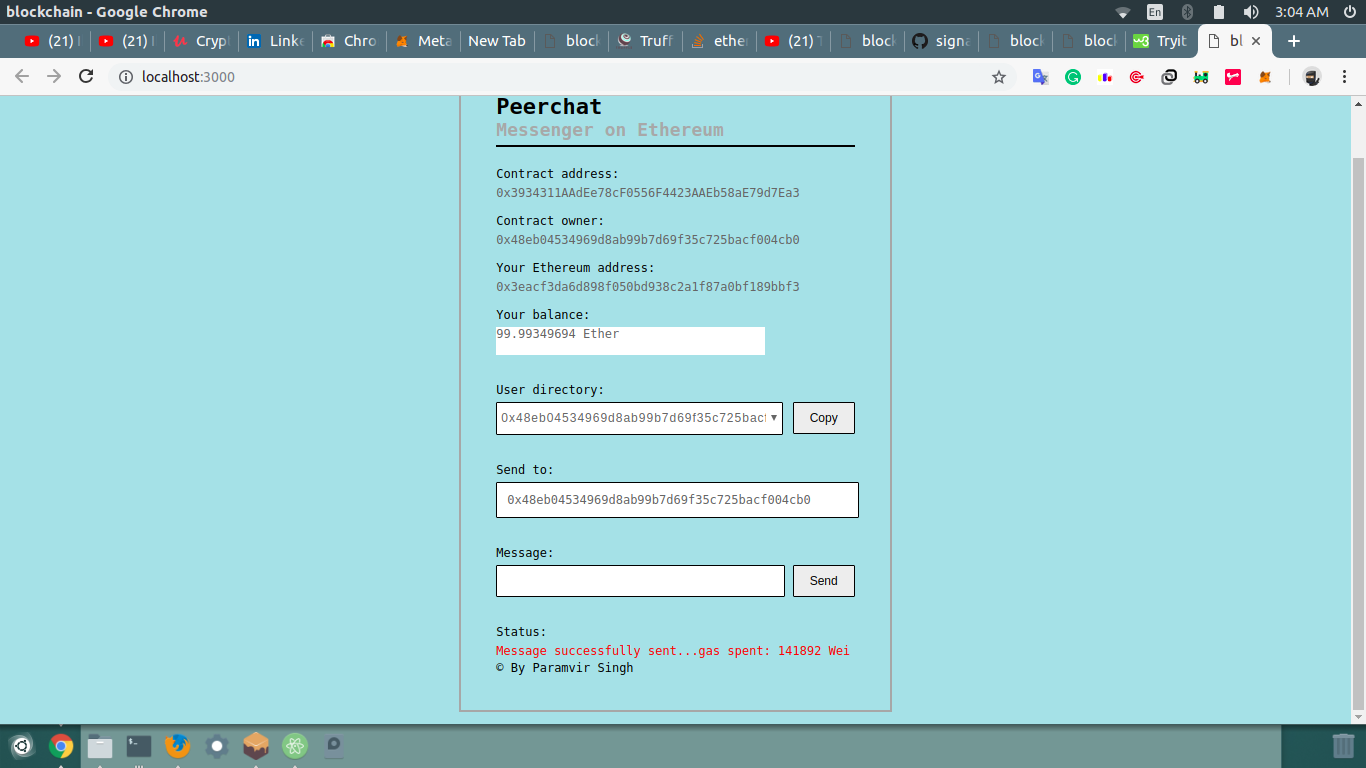 blockchain - Google Chrome
En
3:04 AM
(21)
(21)
Cryp
Linke
Chro
Meta
New Tab
block
Truff
ethe
(21)
block
signa
block
block
Tryit
bl
localhost:3000
Peerchat
Messenger on Ethereum
Contract address:
0x3934311AAdEe78cF0556F4423AAEb58aE79d7Ea3
Contract owner:
0x48eb04534969d8ab99b7d69f35c725bacf004cb0
Your Ethereum address:
0x3eacf3da6d898f050bd938c2a1f87a0bf189bbf3
Your balance:
99.99349694 Ether
User directory:
0x48eb04534969d8ab99b7d69f35c725bacf
Copy
Send to:
0x48eb04534969d8ab99b7d69f35c725bacf004cb0
Message:
Send
Status:
Message successfully sent...gas spent: 141892 Wei
© By Paramvir Singh